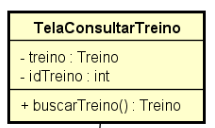 TelaConsultarTreino
- treino : Treino
- idTreino : int
+ buscarTreino() : Treino